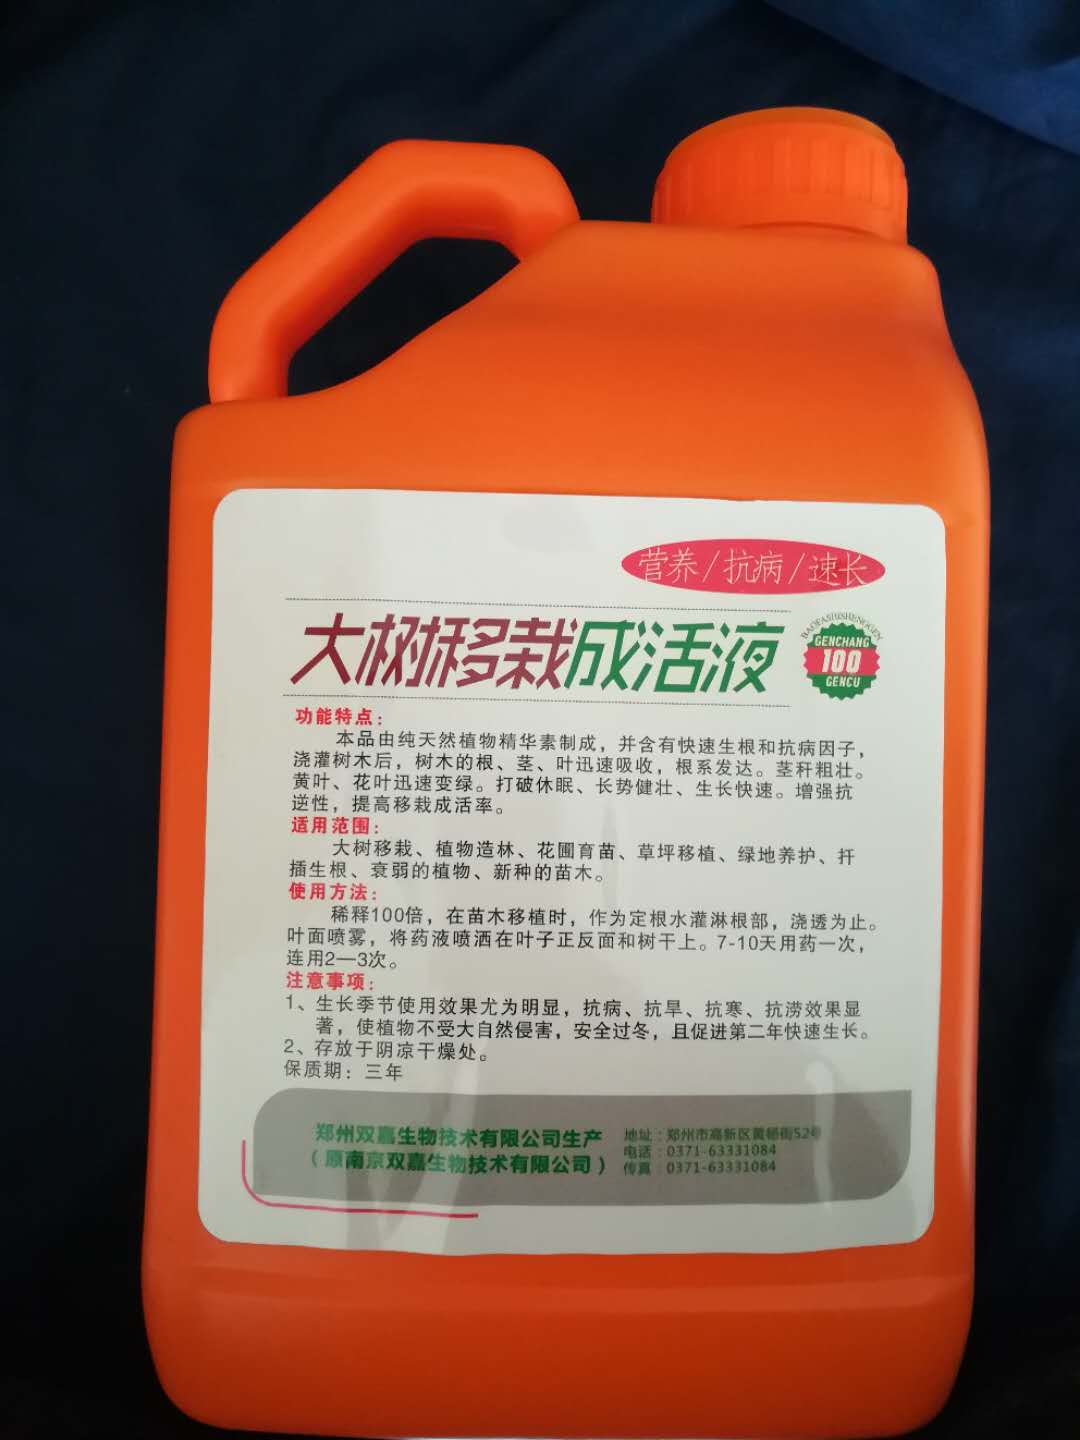 营养/抗病/速长
大树移栽成活液
BAOFASHISHENGGEN
GENCHANG
100
GENCU
功能特点：
本品由纯天然植物精华素制成，并含有快速生根和抗病因子，
浇灌树木后，树木的根、茎、叶迅速吸收，根系发达。茎秆粗壮。
黄叶、花叶迅速变绿。打破休眠、长势健壮、生长快速。增强抗
逆性，提高移栽成活率。
适用范围：
大树移栽、植物造林、花圃育苗、草坪移植、绿地养护、扦
插生根、衰弱的植物、新种的苗木。
使用方法：
稀释100倍，在苗木移植时，作为定根水灌淋根部，浇透为止。
叶面喷雾，将药液喷洒在叶子正反面和树干上。7-10天用药一次，
连用2—3次。
注意事项：
1、生长季节使用效果尤为明显，抗病、抗旱、抗寒、抗涝效果显
著，使植物不受大自然侵害，安全过冬，且促进第二年快速生长。
2、存放于阴凉干燥处。
保质期：三年
郑州双嘉生物技术有限公司生产
（原南京双嘉生物技术有限公司）
地址：郑州市高新区黄杨街52号
电话：0371-63331084
传真：0371-63331084